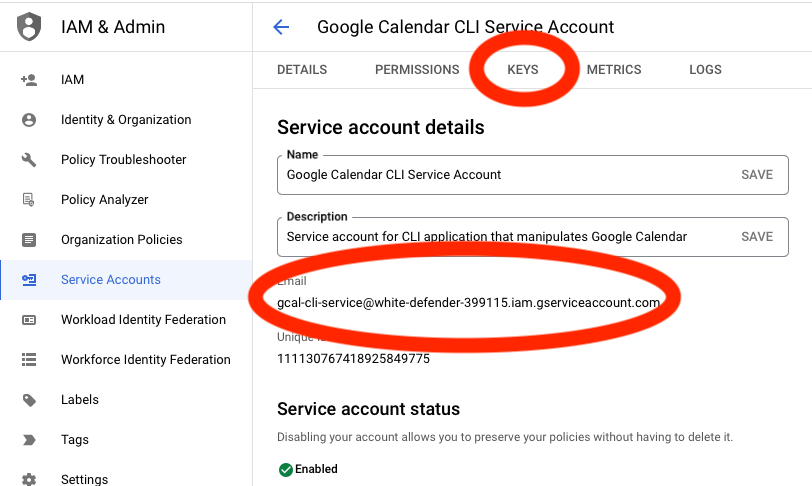 IAM & Admin
Google Calendar CLI Service Account
IAM
Identity & Organization
Policy Troubleshooter
Policy Analyzer
Organization Policies
Service Accounts
Workload Identity Federation
Workforce Identity Federation
Labels
Tags
Settings
DETAILS PERMISSIONS KEYS METRICS LOGS
Service account details
Name
Google Calendar CLI Service Account SAVE
Description
Service account for CLI application that manipulates Google Calendar SAVE
Email
gcal-cli-service@white-defender-399115.iam.gserviceaccount.com
Unique
111130767418925849775
Service account status
Disabling your account allows you to preserve your policies without having to delete it.
Enabled